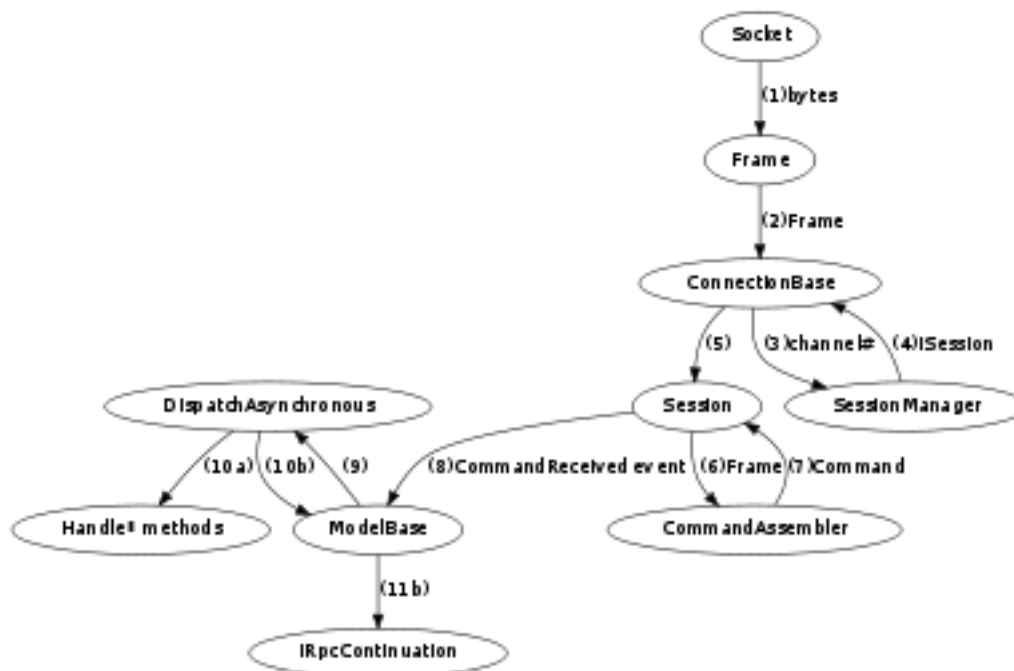 Socket
(1)bytes
Frame
(2)Frame
ConnectionBase
(5)
(3)channel#
(4)ISession
DispatchAsynchronous
Session
SessionManager
(10a)
(10b)
(9)
(8)CommandReceived event
(6)Frame
(7)Command
Handle* methods
ModelBase
CommandAssembler
(11b)
IRpcContinuation